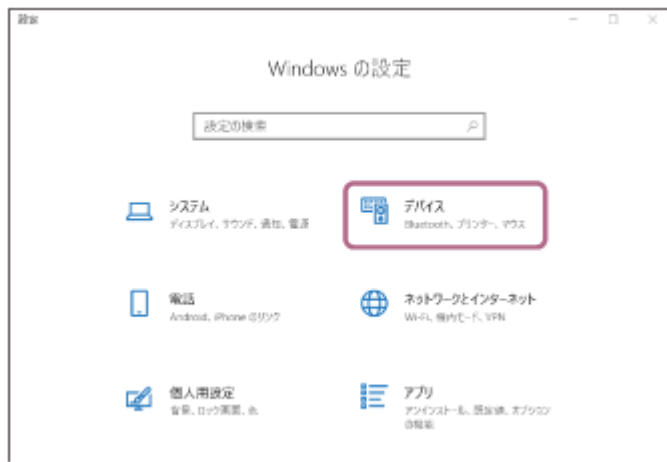 設定
Windows の設定
設定の検索
システム
ディスプレイ、サウンド、通知、電源
デバイス
Bluetooth、プリンター、マウス
電話
Android、iPhone のリンク
ネットワークとインターネット
Wi-Fi、機内モード、VPN
個人用設定
背景、ロック画面、色
アプリ
アンインストール、既定値、オプション
の機能